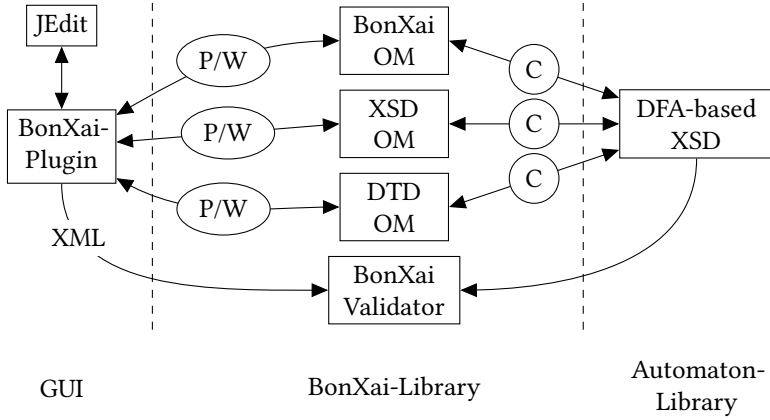 JEdit
BonXai-
Plugin
XML
P/W
P/W
P/W
BonXai
OM
XSD
OM
DTD
OM
BonXai
Validator
C
C
C
DFA-based
XSD
GUI
BonXai-Library
Automaton-
Library